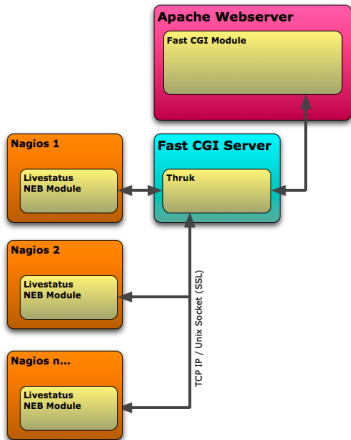 Apache Webserver
Fast CGI Module
Nagios 1
Livestatus
NEB Module
Fast CGI Server
Thruk
Nagios 2
Livestatus
NEB Module
TCP IP / Unix Socket (SSL)
Nagios n...
Livestatus
NEB Module